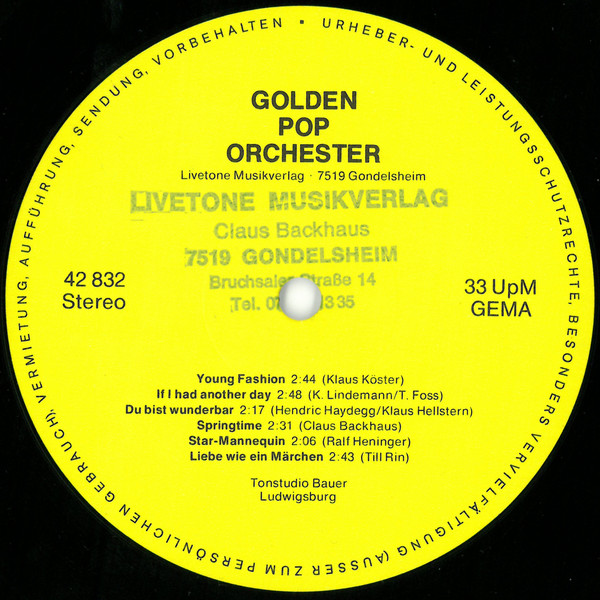 GOLDEN
POP
ORCHESTER
Livetone Musikverlag · 7519 Gondelsheim
LIVETONE MUSIKVERLAG
Claus Backhaus
7519 GONDELSHEIM
Bruchsaler Straße 14
Tel.
42 832
Stereo
33 UpM
GEMA
Young Fashion 2:44 (Klaus Köster)
If I had another day 2:48 (K. Lindemann/T. Foss)
Du bist wunderbar 2:17 (Hendric Haydegg/Klaus Hellstern)
Springtime 2:31 (Claus Backhaus)
Star-Mannequin 2:06 (Ralf Heninger)
Liebe wie ein Märchen 2:43 (Till Rin)
Tonstudio Bauer
Ludwigsburg
URHEBER- UND LEISTUNGSSCHUTZRECHTE, BESONDERS VERVIELFÄLTIGUNG (AUSSER ZUM PERSÖNLICHEN GEBRAUCH), VERMIETUNG, AUFFÜHRUNG, SENDUNG, VORBEHALTEN ·